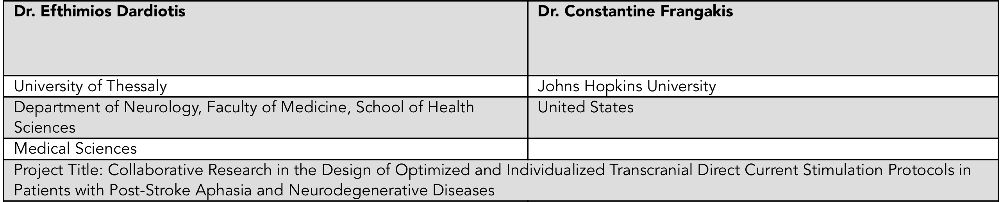 Dr. Efthimios Dardiotis
Dr. Constantine Frangakis
University of Thessaly
Johns Hopkins University
Department of Neurology, Faculty of Medicine, School of Health
Sciences
United States
Medical Sciences
Project Title: Collaborative Research in the Design of Optimized and Individualized Transcranial Direct Current Stimulation Protocols in
Patients with Post-Stroke Aphasia and Neurodegenerative Diseases